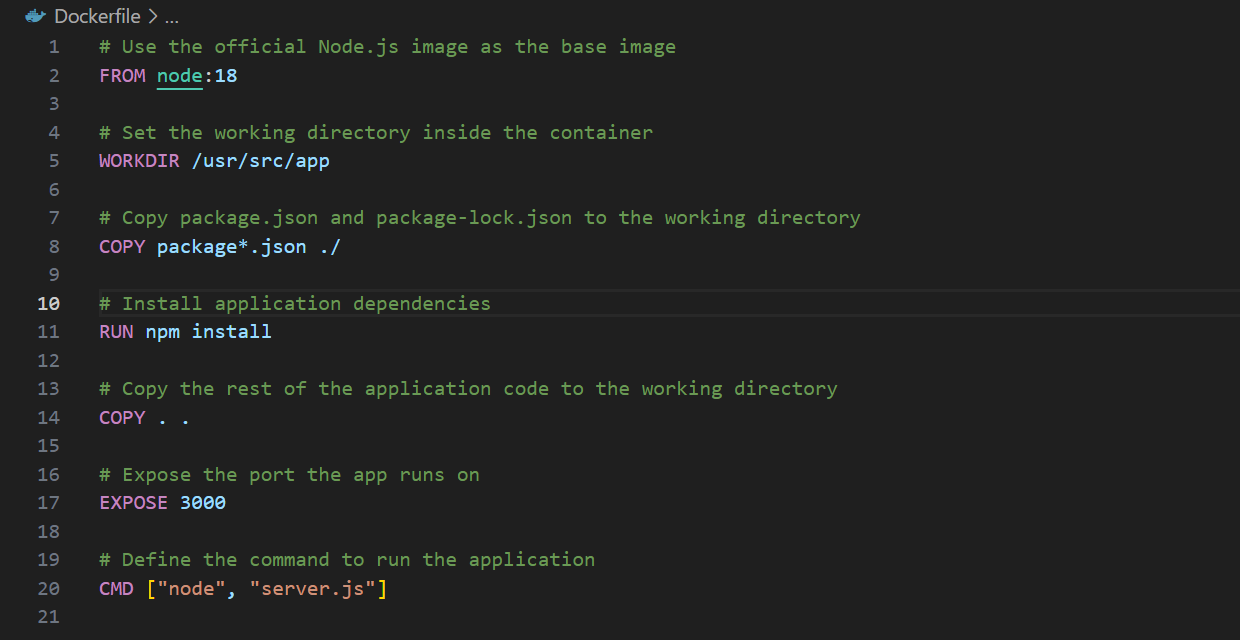 Dockerfile > ...
1 # Use the official Node.js image as the base image
2 FROM node:18
3
4 # Set the working directory inside the container
5 WORKDIR /usr/src/app
6
7 # Copy package.json and package-lock.json to the working directory
8 COPY package*.json ./
9
10 # Install application dependencies
11 RUN npm install
12
13 # Copy the rest of the application code to the working directory
14 COPY . .
15
16 # Expose the port the app runs on
17 EXPOSE 3000
18
19 # Define the command to run the application
20 CMD ["node", "server.js"]
21